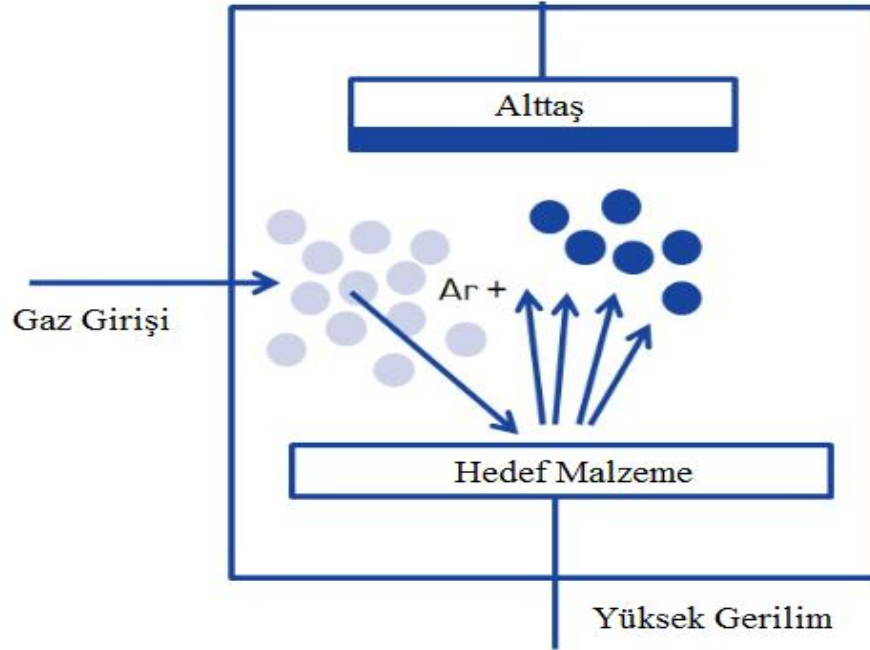 Alttaş
Ar +
Gaz Girişi
Hedef Malzeme
Yüksek Gerilim